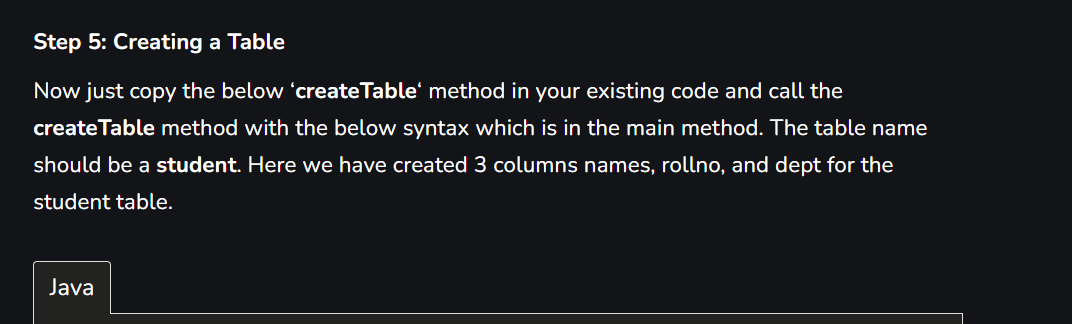 Step 5: Creating a Table
Now just copy the below ‘createTable‘ method in your existing code and call the
createTable method with the below syntax which is in the main method. The table name
should be a student. Here we have created 3 columns names, rollno, and dept for the
student table.
Java